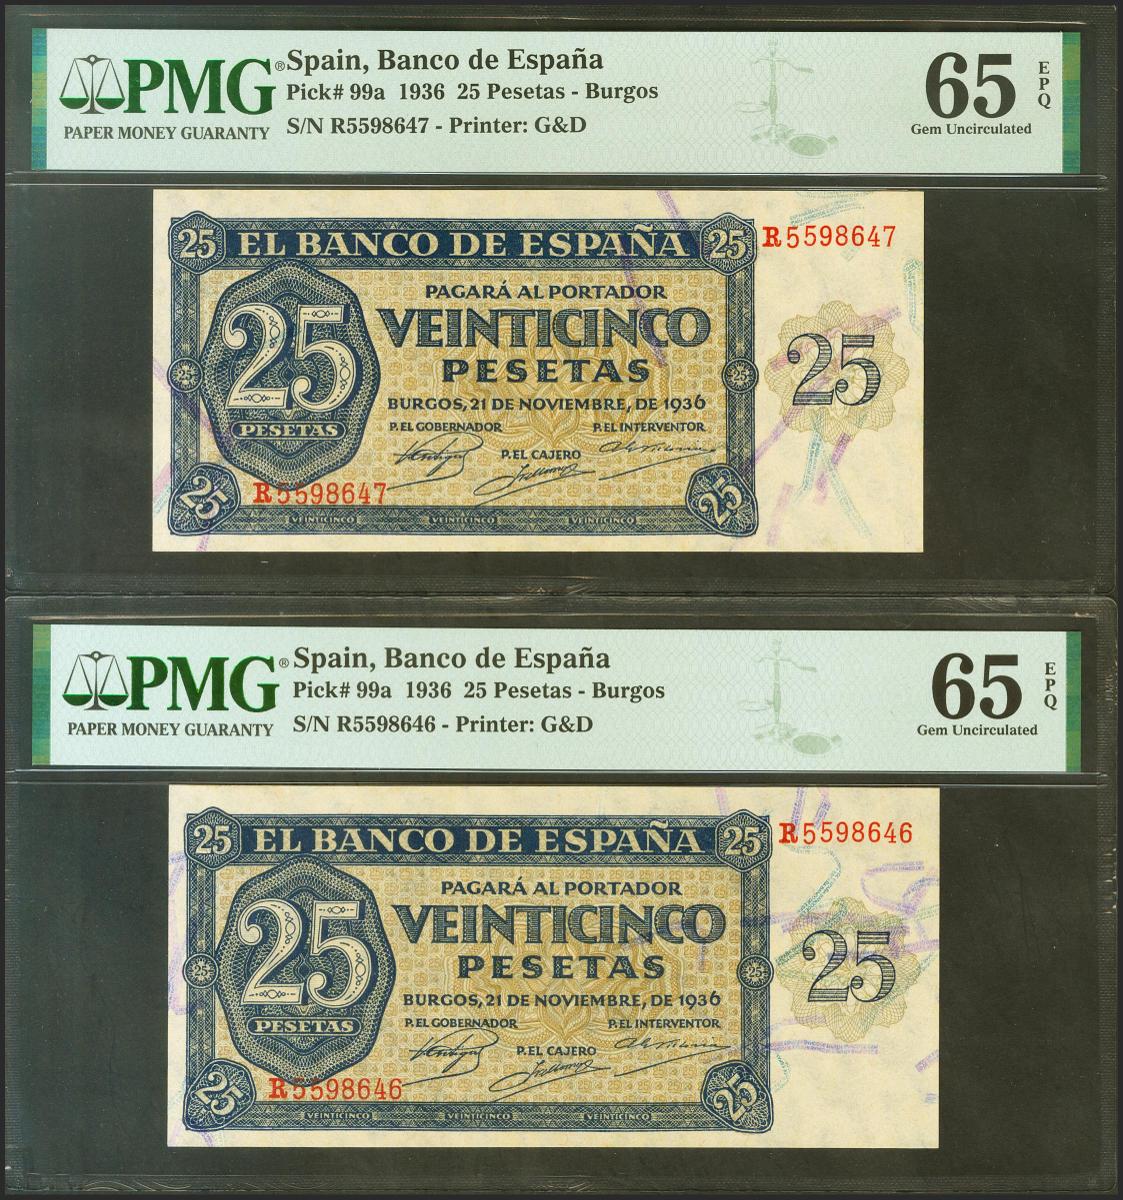 PMG®
PAPER MONEY GUARANTY
Spain, Banco de España
Pick# 99a 1936 25 Pesetas - Burgos
S/N R5598647 - Printer: G&D
65 EPQ
Gem Uncirculated
25 EL BANCO DE ESPAÑA 25
R5598647
PAGARÁ AL PORTADOR
VEINTICINCO
PESETAS
25
PESETAS
25
25
25
BURGOS, 21 DE NOVIEMBRE, DE 1936
P. EL GOBERNADOR
P. EL INTERVENTOR
P. EL CAJERO
R5598647
25
VEINTICINCO VEINTICINCO VEINTICINCO
25
PMG®
PAPER MONEY GUARANTY
Spain, Banco de España
Pick# 99a 1936 25 Pesetas - Burgos
S/N R5598646 - Printer: G&D
65 EPQ
Gem Uncirculated
25 EL BANCO DE ESPAÑA 25
R5598646
PAGARÁ AL PORTADOR
VEINTICINCO
PESETAS
25
PESETAS
25
25
25
BURGOS, 21 DE NOVIEMBRE, DE 1936
P. EL GOBERNADOR
P. EL INTERVENTOR
P. EL CAJERO
R5598646
25
VEINTICINCO VEINTICINCO VEINTICINCO
25